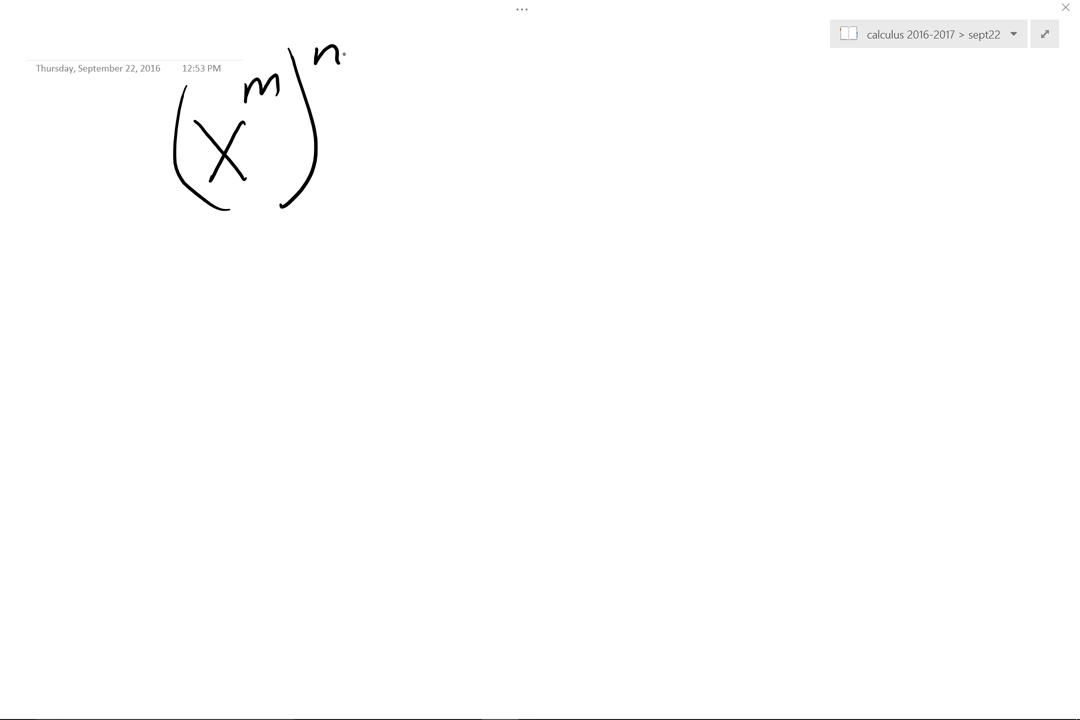 ...
calculus 2016-2017 > sept22
Thursday, September 22, 2016 12:53 PM
(x^m)^n